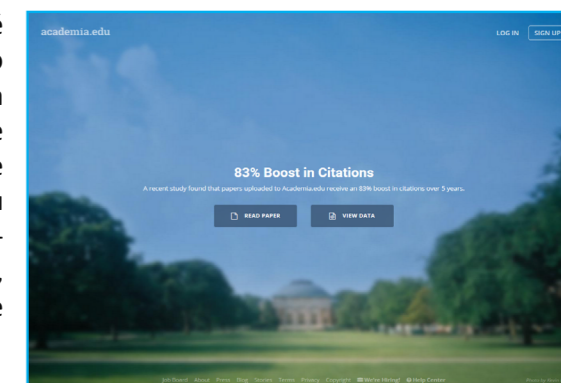 academia.edu
LOG IN
SIGN UP
83% Boost in Citations
A recent study found that papers uploaded to Academia.edu receive an 83% boost in citations over 5 years.
READ PAPER
VIEW DATA
Job Board About Press Blog Stories Terms Privacy Copyright We're Hiring! Help Center